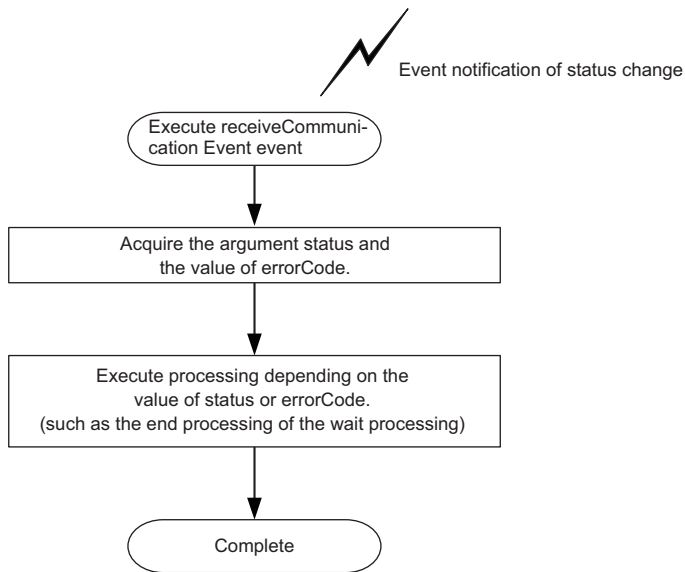 Event notification of status change
Execute receiveCommuni-
cation Event event
Acquire the argument status and
the value of errorCode.
Execute processing depending on the
value of status or errorCode.
(such as the end processing of the wait processing)
Complete